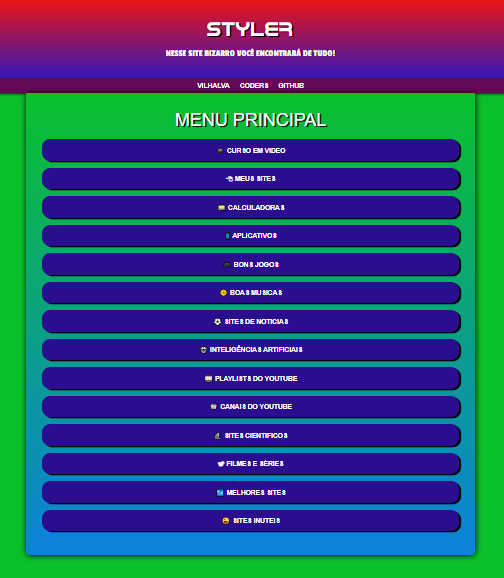 STYLER
NESSE SITE BIZARRO VOCÊ ENCONTRARÁ DE TUDO!
VILHALVA CODERS GITHUB
MENU PRINCIPAL
CURSO EM VIDEO
MEUS SITES
CALCULADORAS
APLICATIVOS
BONS JOGOS
BOAS MUSICAS
SITES DE NOTICIAS
INTELIGÊNCIAS ARTIFICIAIS
PLAYLISTS DO YOUTUBE
CANAIS DO YOUTUBE
SITES CIENTIFICOS
FILMES E SÉRIES
MELHORES SITES
SITES INUTEIS